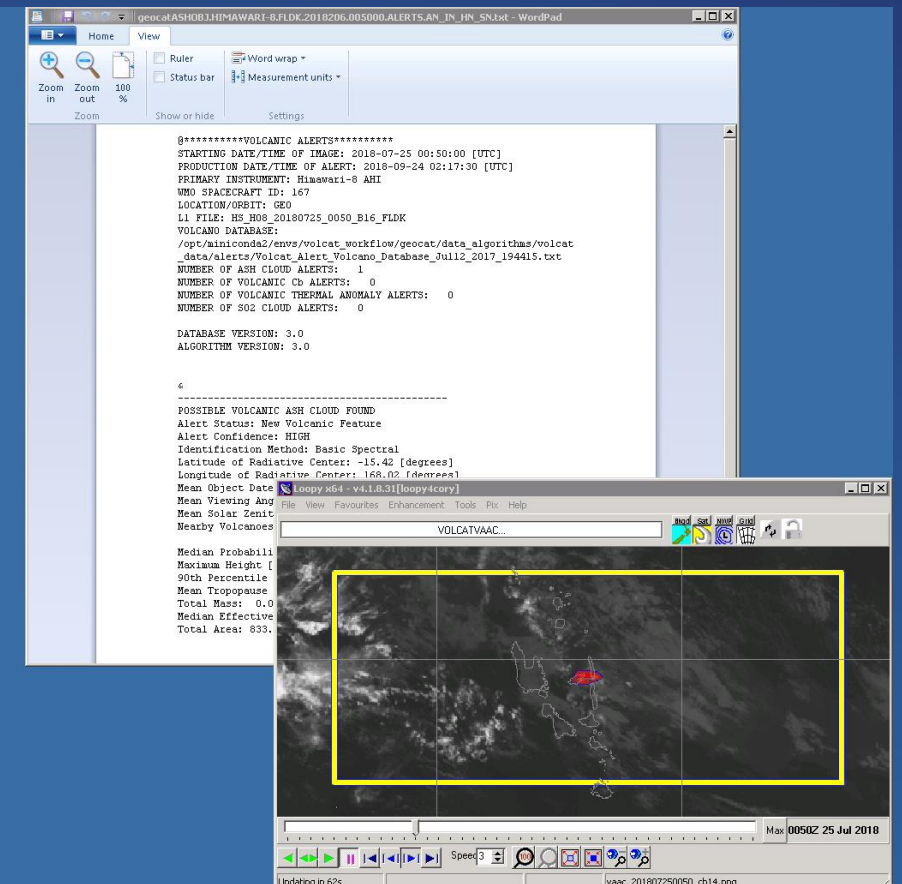 geocatASHOBJ.HIMAWARI-8.FLDK.2018206.005000.ALERTS.AN_IN_HN_SN.txt - WordPad
Home View
Zoom in
Zoom out
100 %
Zoom
Ruler
Status bar
Show or hide
Word wrap
Measurement units
Settings
@**********VOLCANIC ALERTS**********
STARTING DATE/TIME OF IMAGE: 2018-07-25 00:50:00 [UTC]
PRODUCTION DATE/TIME OF ALERT: 2018-09-24 02:17:30 [UTC]
PRIMARY INSTRUMENT: Himawari-8 AHI
WMO SPACECRAFT ID: 167
LOCATION/ORBIT: GEO
L1 FILE: HS_H08_20180725_0050_B16_FLDK
VOLCANO DATABASE:
/opt/miniconda2/envs/volcat_workflow/geocat/data_algorithms/volcat
_data/alerts/Volcat_Alert_Volcano_Database_Jul12_2017_194415.txt
NUMBER OF ASH CLOUD ALERTS: 1
NUMBER OF VOLCANIC Cb ALERTS: 0
NUMBER OF VOLCANIC THERMAL ANOMALY ALERTS: 0
NUMBER OF SO2 CLOUD ALERTS: 0
DATABASE VERSION: 3.0
ALGORITHM VERSION: 3.0
&
---------------------------------------------
POSSIBLE VOLCANIC ASH CLOUD FOUND
Alert Status: New Volcanic Feature
Alert Confidence: HIGH
Identification Method: Basic Spectral
Latitude of Radiative Center: -15.42 [degrees]
Longitude of Radiative Center: 168.02 [degrees]
Mean Object Date
Mean Viewing Ang
Mean Solar Zenit
Nearby Volcanoes
Median Probabili
Maximum Height [
90th Percentile
Mean Tropopause
Total Mass: 0.0
Median Effective
Total Area: 833.
Loopy x64 - v4.1.8.31[loopy4cory]
File View Favourites Enhancement Tools Pix Help
VOLCATVAAC...
Bkgd Sat NWP Grid
Max 0050Z 25 Jul 2018
Speed 3
100
Updating in 62s
vaac_201807250050_ch14.png